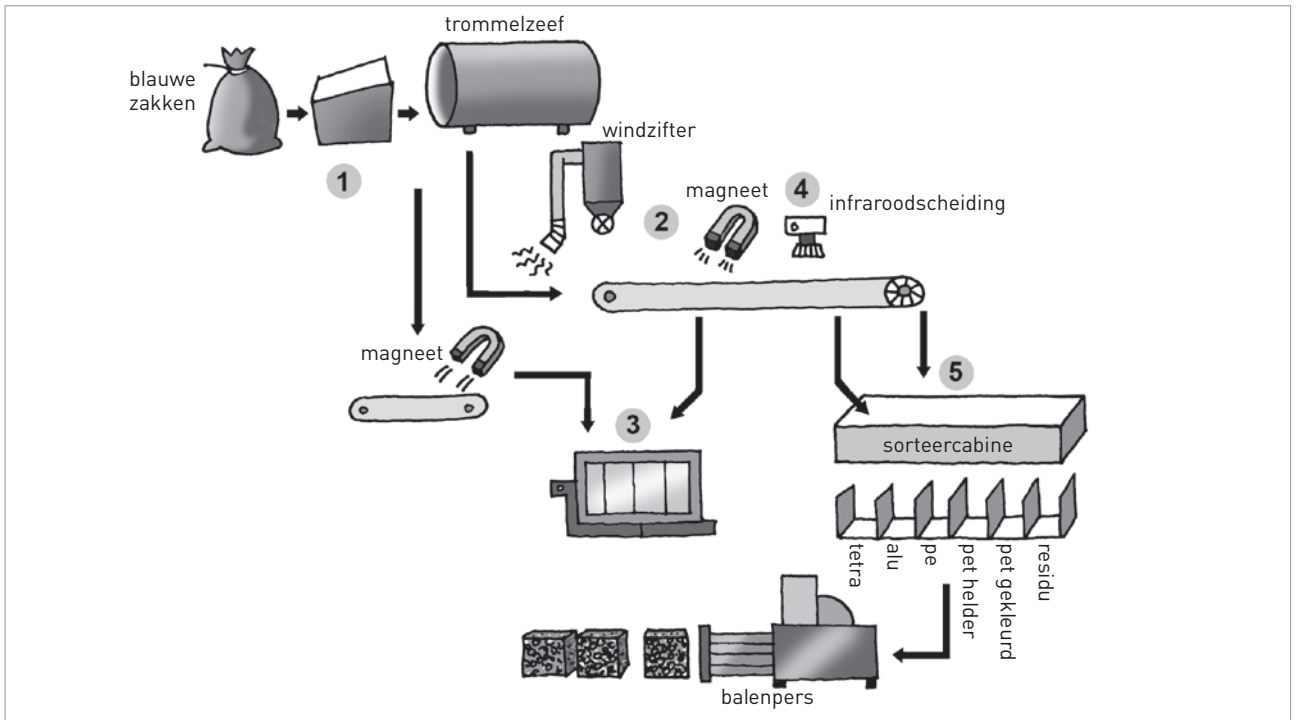 trommelzeef
blauwe
zakken
1
windzifter
2
magneet
4
infraroodscheiding
magneet
3
5
sorteercabine
tetra
alu
pe
pet helder
pet gekleurd
residu
balenpers